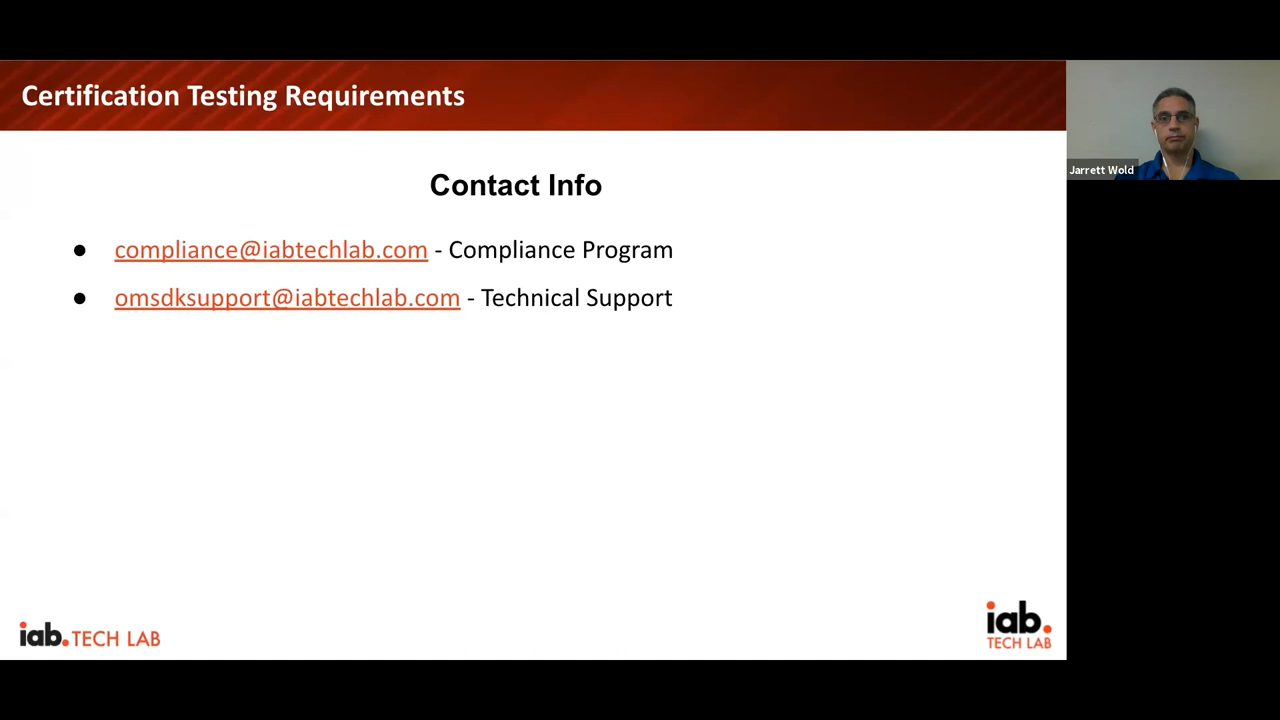 Certification Testing Requirements
Jarrett Wold
Contact Info
● compliance@iabtechlab.com - Compliance Program
● omsdksupport@iabtechlab.com - Technical Support
iab. TECH LAB
iab.
TECH LAB